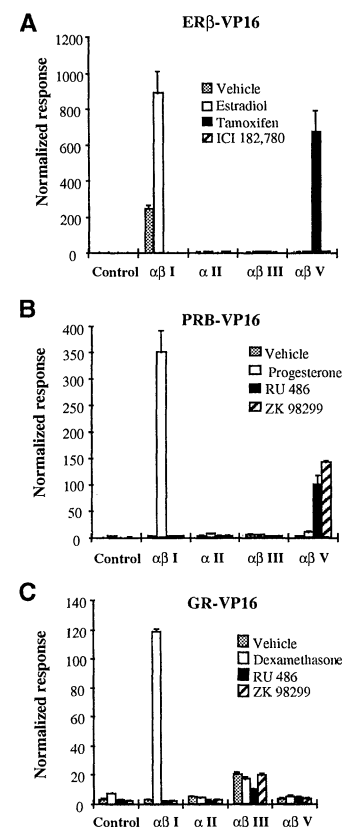 A
ERβ-VP16
1200
1000
800
600
400
200
0
Normalized response
Vehicle
Estradiol
Tamoxifen
ICI 182,780
Control αβ I α II αβ III αβ V
B
PRB-VP16
400
350
300
250
200
150
100
50
0
Normalized response
Vehicle
Progesterone
RU 486
ZK 98299
Control αβ I α II αβ III αβ V
C
GR-VP16
140
120
100
80
60
40
20
0
Normalized response
Vehicle
Dexamethasone
RU 486
ZK 98299
Control αβ I α II αβ III αβ V